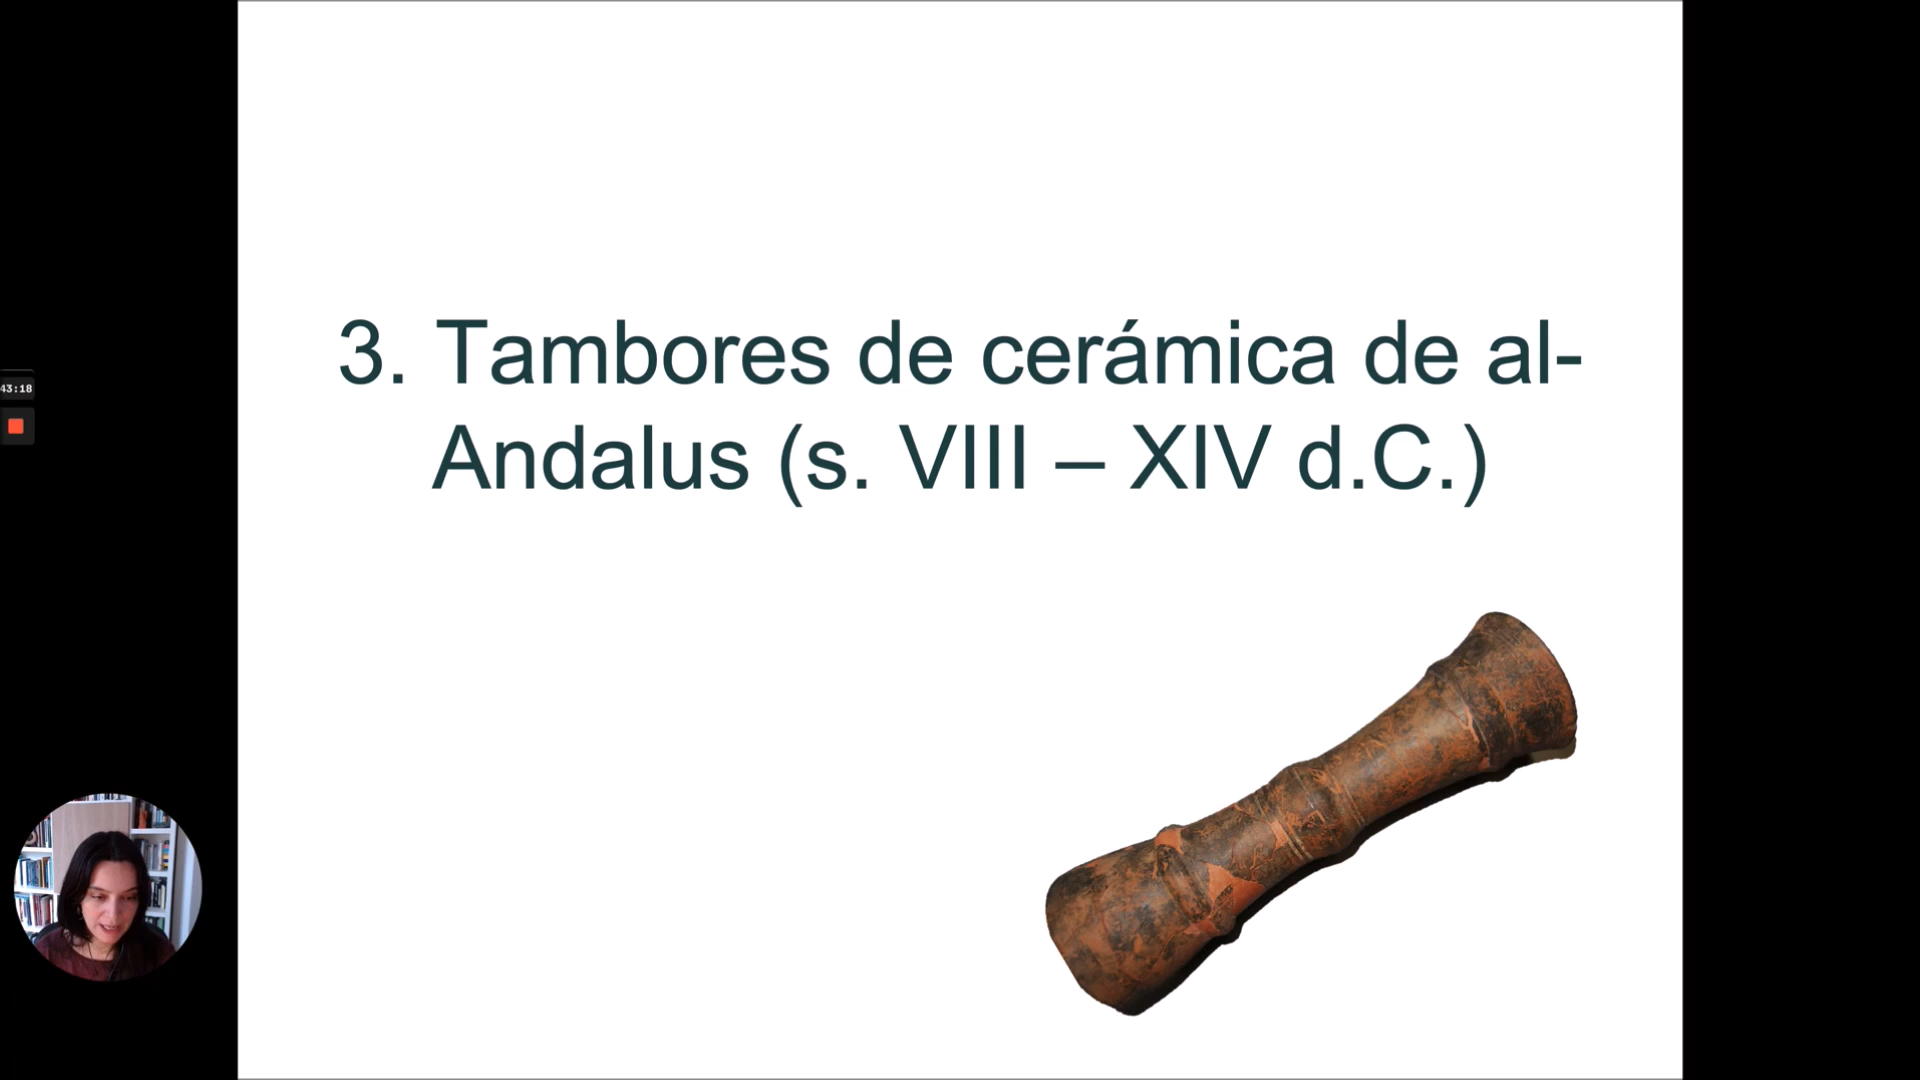 3. Tambores de cerámica de al-
Andalus (s. VIII – XIV d.C.)
43:18